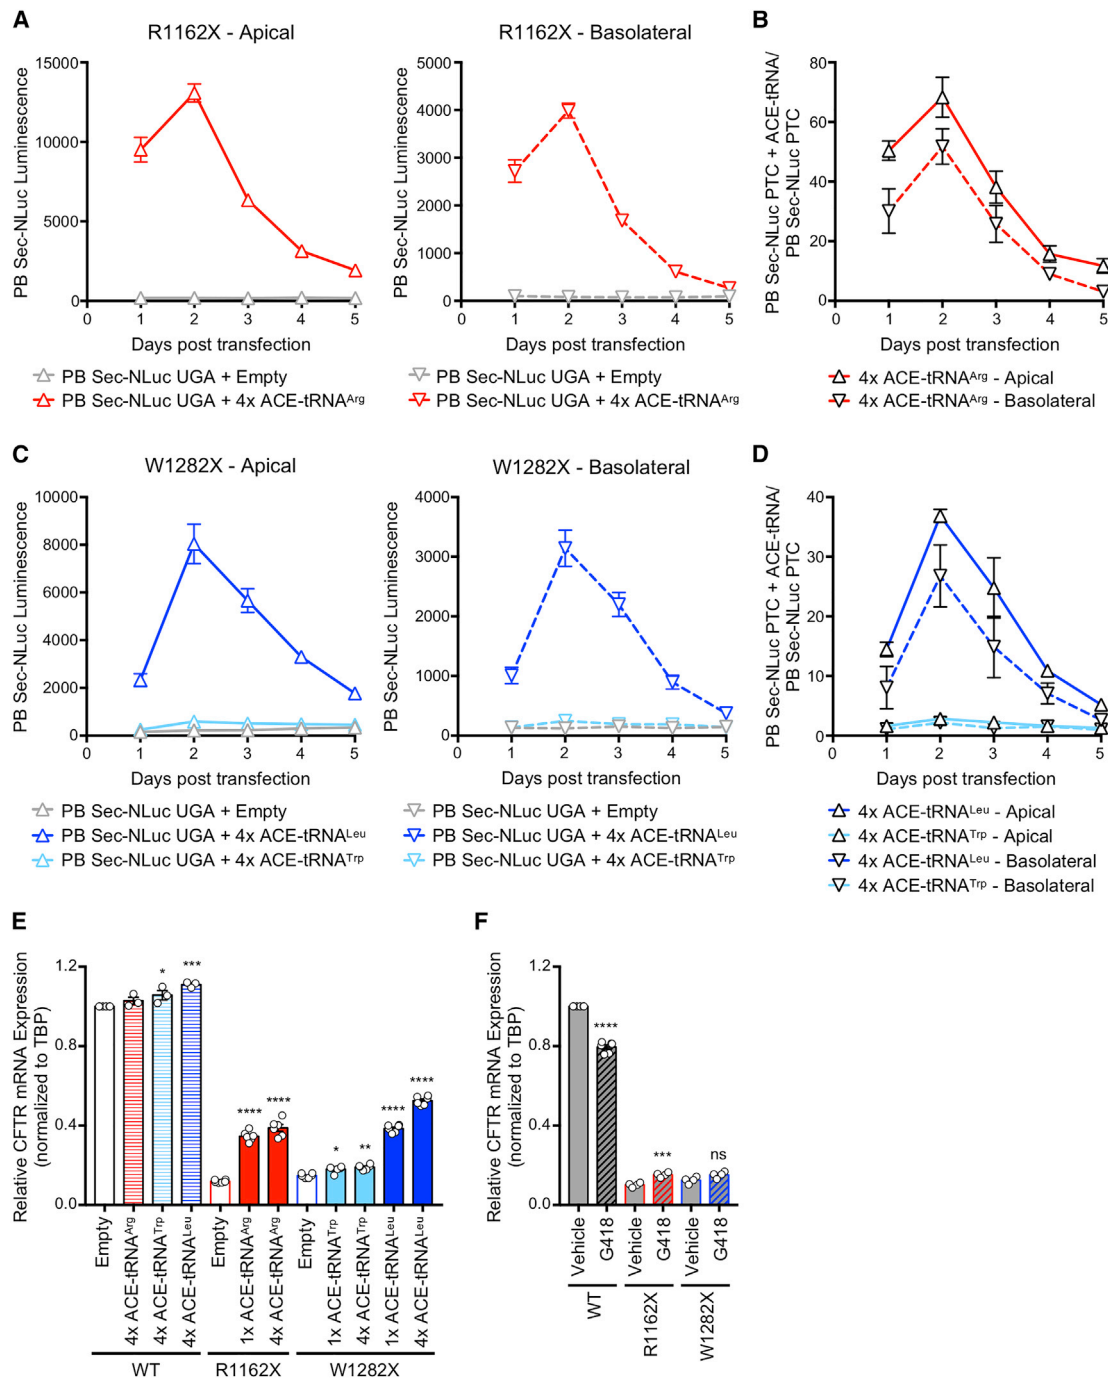 A
R1162X - Apical
PB Sec-NLuc Luminescence
15000
10000
5000
0
0 1 2 3 4 5
Days post transfection
PB Sec-NLuc UGA + Empty
PB Sec-NLuc UGA + 4x ACE-tRNAArg
R1162X - Basolateral
PB Sec-NLuc Luminescence
5000
4000
3000
2000
1000
0
0 1 2 3 4 5
Days post transfection
PB Sec-NLuc UGA + Empty
PB Sec-NLuc UGA + 4x ACE-tRNAArg
B
PB Sec-NLuc PTC + ACE-tRNA/
PB Sec-NLuc PTC
80
60
40
20
0
0 1 2 3 4 5
Days post transfection
4x ACE-tRNAArg - Apical
4x ACE-tRNAArg - Basolateral
C
W1282X - Apical
PB Sec-NLuc Luminescence
10000
8000
6000
4000
2000
0
0 1 2 3 4 5
Days post transfection
PB Sec-NLuc UGA + Empty
PB Sec-NLuc UGA + 4x ACE-tRNALeu
PB Sec-NLuc UGA + 4x ACE-tRNATrp
W1282X - Basolateral
PB Sec-NLuc Luminescence
4000
3000
2000
1000
0
0 1 2 3 4 5
Days post transfection
PB Sec-NLuc UGA + Empty
PB Sec-NLuc UGA + 4x ACE-tRNALeu
PB Sec-NLuc UGA + 4x ACE-tRNATrp
D
PB Sec-NLuc PTC + ACE-tRNA/
PB Sec-NLuc PTC
40
30
20
10
0
0 1 2 3 4 5
Days post transfection
4x ACE-tRNALeu - Apical
4x ACE-tRNATrp - Apical
4x ACE-tRNALeu - Basolateral
4x ACE-tRNATrp - Basolateral
E
Relative CFTR mRNA Expression
(normalized to TBP)
1.2
0.8
0.4
0.0
* *** **** **** * ** **** ****
Empty
4x ACE-tRNAArg
4x ACE-tRNATrp
4x ACE-tRNALeu
Empty
1x ACE-tRNAArg
4x ACE-tRNAArg
Empty
1x ACE-tRNATrp
4x ACE-tRNATrp
1x ACE-tRNALeu
4x ACE-tRNALeu
WT R1162X W1282X
F
Relative CFTR mRNA Expression
(normalized to TBP)
1.2
0.8
0.4
0.0
**** *** ns
Vehicle
G418
Vehicle
G418
Vehicle
G418
WT
R1162X
W1282X